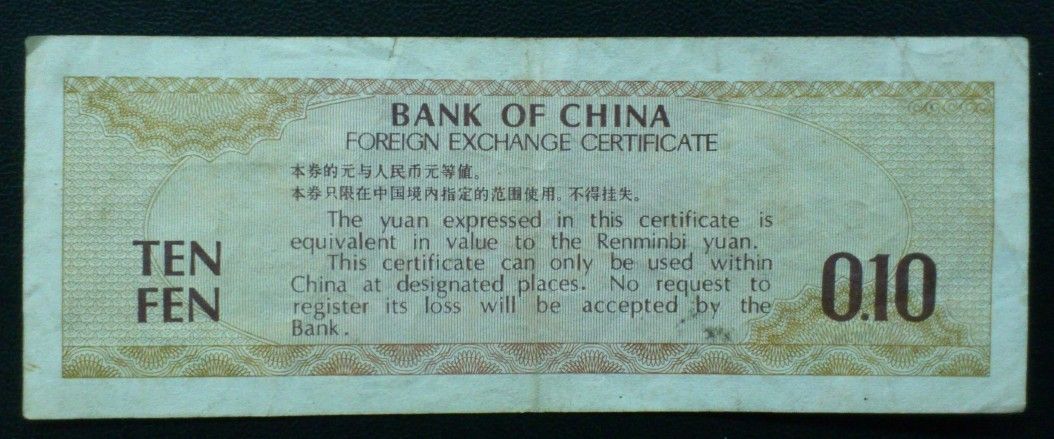 BANK OF CHINA
FOREIGN EXCHANGE CERTIFICATE
本券的元与人民币元等值。
本券只限在中国境内指定的范围使用。不得挂失。
The yuan expressed in this certificate is
equivalent in value to the Renminbi yuan.
This certificate can only be used within
China at designated places. No request to
register its loss will be accepted by the
Bank.
TEN
FEN
0.10